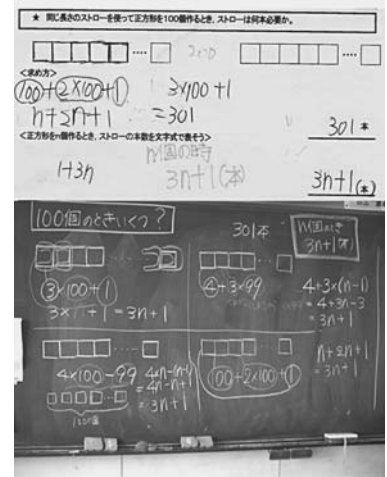 ★ 同じ長さのストローを使って正方形を100個作るとき、ストローは何本必要か。
<求め方>
100+2×100+1 3×100+1
n+2n+1 =301
301本
<正方形をn個作るとき、ストローの本数を文字式で表そう>
n個の時
1+3n 3n+1(本) 3n+1(本)
100個のときいくつ?
301本
n個のとき
3n+1(本)
3×100+1
3×n+1=3n+1
4+3×99
4+3×(n-1)
=4+3n-3
=3n+1
4×100-99
4×n-(n-1)
=4n-n+1
=3n+1
100個
100+2×100+1
n+2n+1
=3n+1